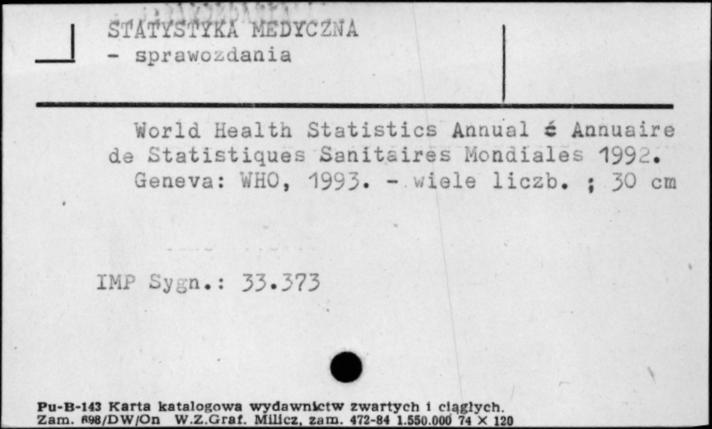 STATYSTYKA MEDYCZNA
- sprawozdania
World Health Statistics Annual = Annuaire
de Statistiques Sanitaires Mondiales 1992.
Geneva: WHO, 1993. - wiele liczb. ; 30 cm
IMP Sygn.: 33.373
Pu-B-143 Karta katalogowa wydawnictw zwartych i ciągłych.
Zam. 698/DW/On W.Z.Graf. Milicz, zam. 472-84 1.550.000 74 X 120